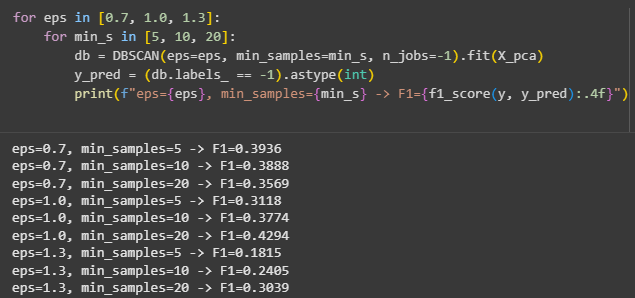 for eps in [0.7, 1.0, 1.3]:
    for min_s in [5, 10, 20]:
        db = DBSCAN(eps=eps, min_samples=min_s, n_jobs=-1).fit(X_pca)
        y_pred = (db.labels_ == -1).astype(int)
        print(f"eps={eps}, min_samples={min_s} -> F1={f1_score(y, y_pred):.4f}")
eps=0.7, min_samples=5 -> F1=0.3936
eps=0.7, min_samples=10 -> F1=0.3888
eps=0.7, min_samples=20 -> F1=0.3569
eps=1.0, min_samples=5 -> F1=0.3118
eps=1.0, min_samples=10 -> F1=0.3774
eps=1.0, min_samples=20 -> F1=0.4294
eps=1.3, min_samples=5 -> F1=0.1815
eps=1.3, min_samples=10 -> F1=0.2405
eps=1.3, min_samples=20 -> F1=0.3039